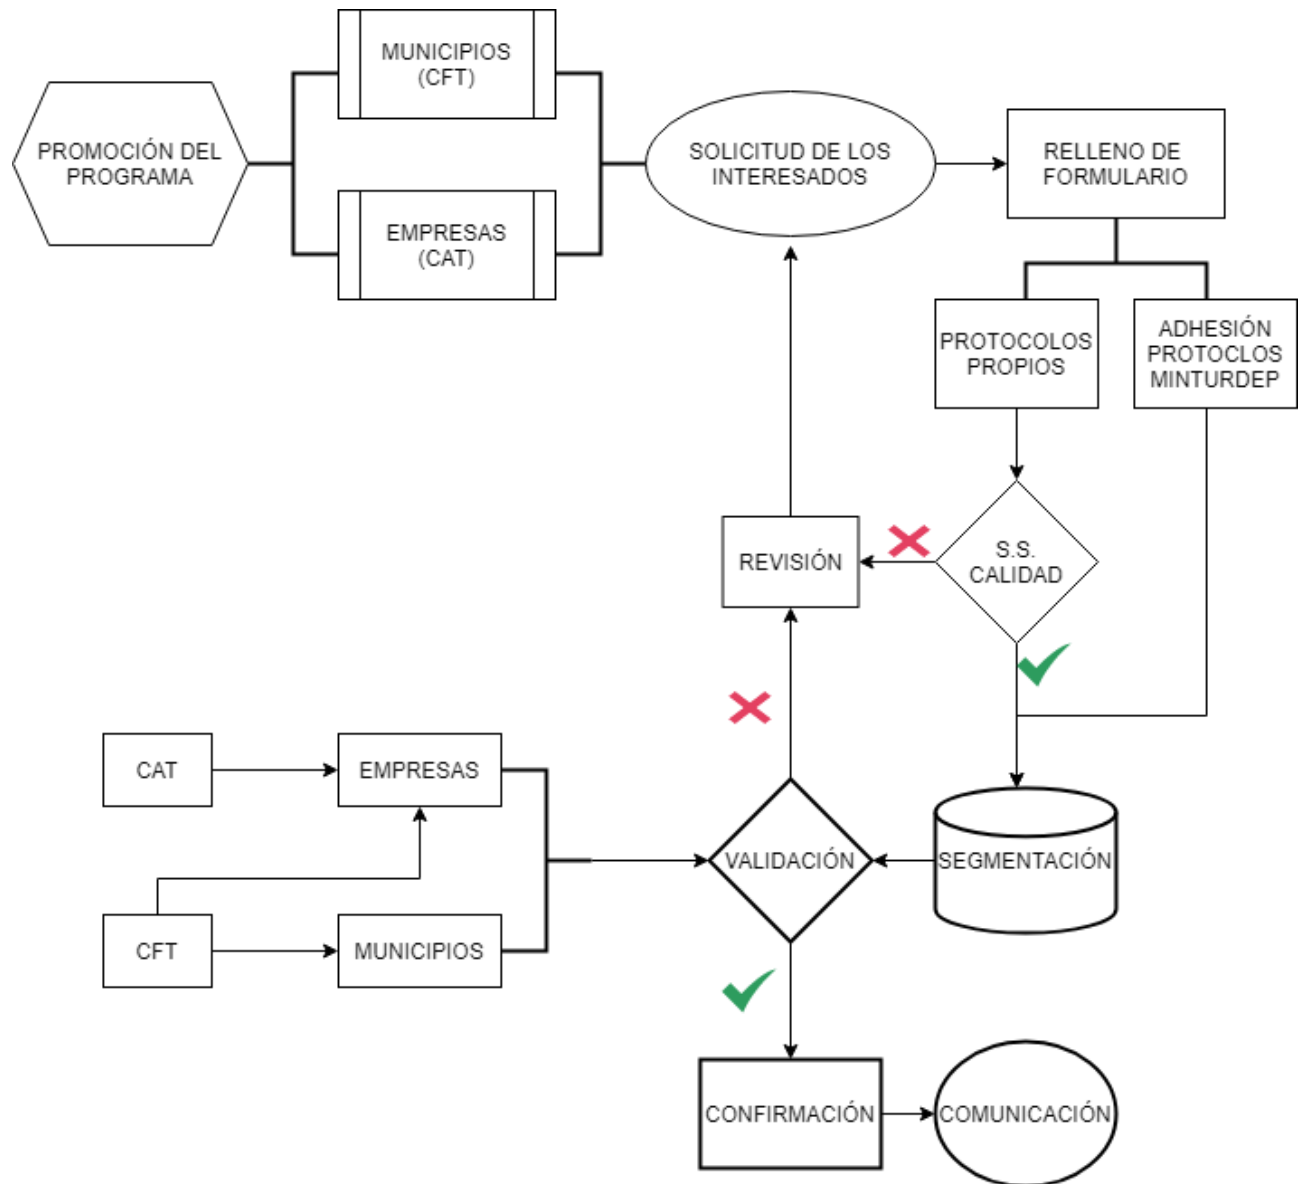 MUNICIPIOS
(CFT)
PROMOCIÓN DEL
PROGRAMA
EMPRESAS
(CAT)
SOLICITUD DE LOS
INTERESADOS
RELLENO DE
FORMULARIO
PROTOCOLOS
PROPIOS
ADHESIÓN
PROTOCLOS
MINTURDEP
REVISIÓN
S.S.
CALIDAD
CAT
EMPRESAS
CFT
MUNICIPIOS
VALIDACIÓN
SEGMENTACIÓN
CONFIRMACIÓN
COMUNICACIÓN